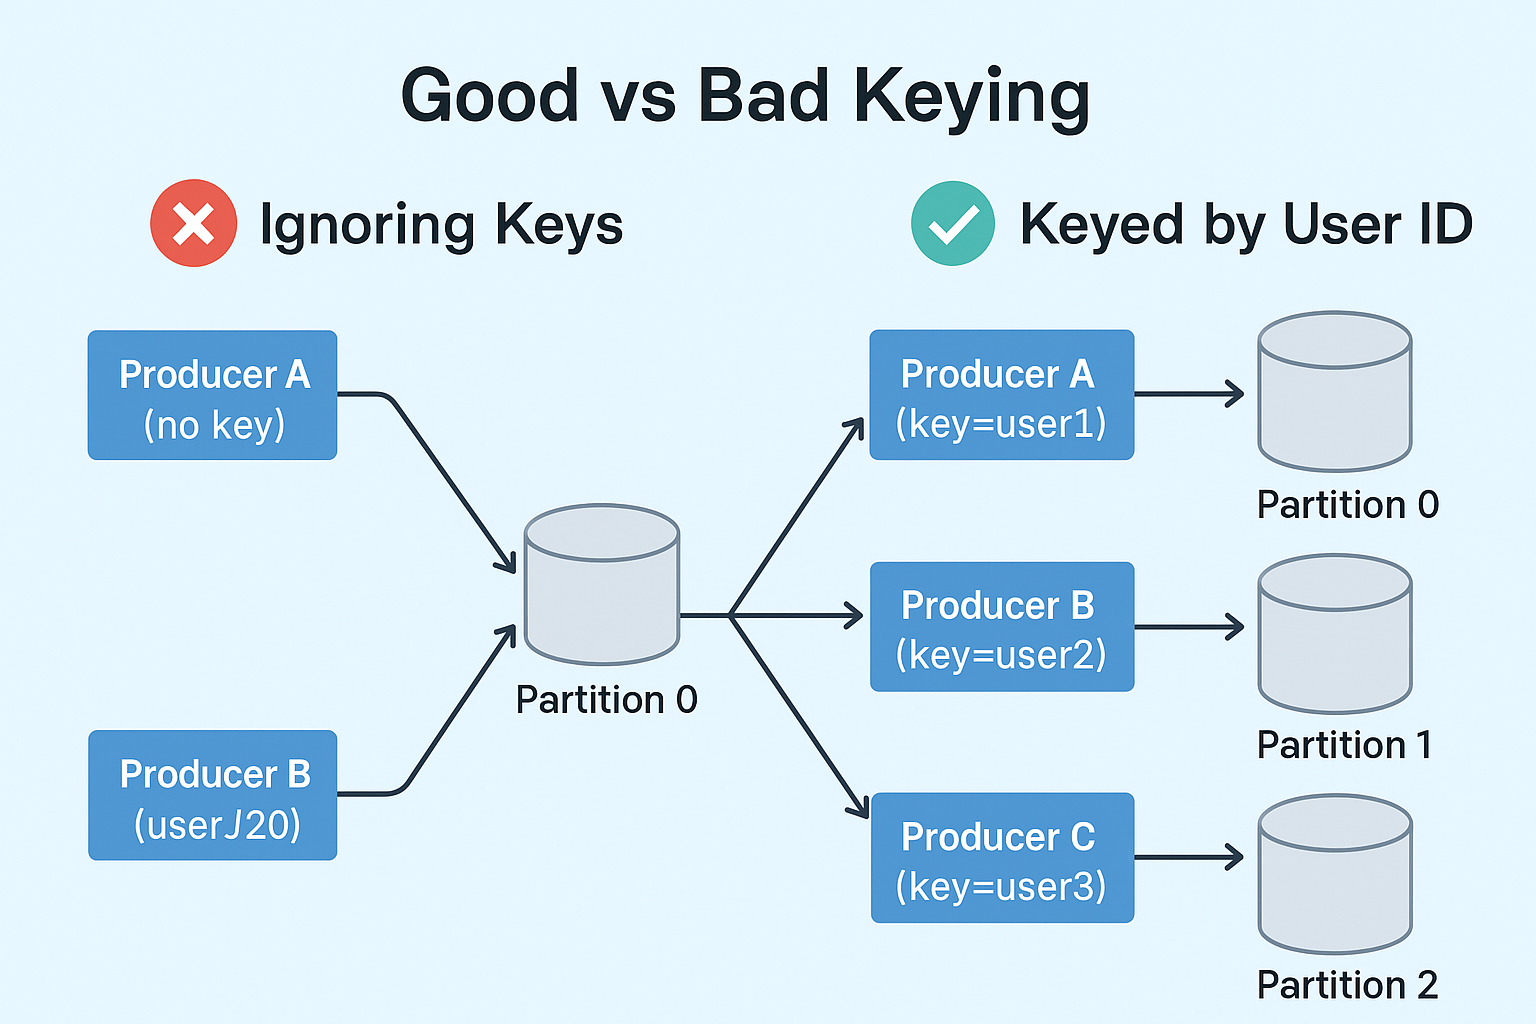 Good vs Bad Keying
Ignoring Keys
Producer A
(no key)
Producer B
(userJ20)
Partition 0
Keyed by User ID
Producer A
(key=user1)
Partition 0
Producer B
(key=user2)
Partition 1
Producer C
(key=user3)
Partition 2